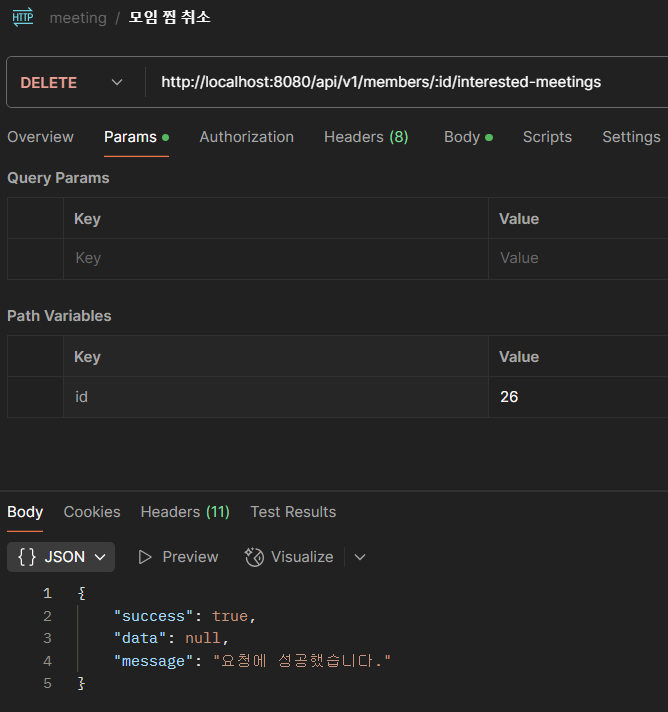 HTTP meeting / 모임 찜 취소
DELETE http://localhost:8080/api/v1/members/:id/interested-meetings
Overview Params Authorization Headers (8) Body Scripts Settings
Query Params
Key Value
Key Value
Path Variables
Key Value
id 26
Body Cookies Headers (11) Test Results
{} JSON Preview Visualize
1 {
2 "success": true,
3 "data": null,
4 "message": "요청에 성공했습니다."
5 }